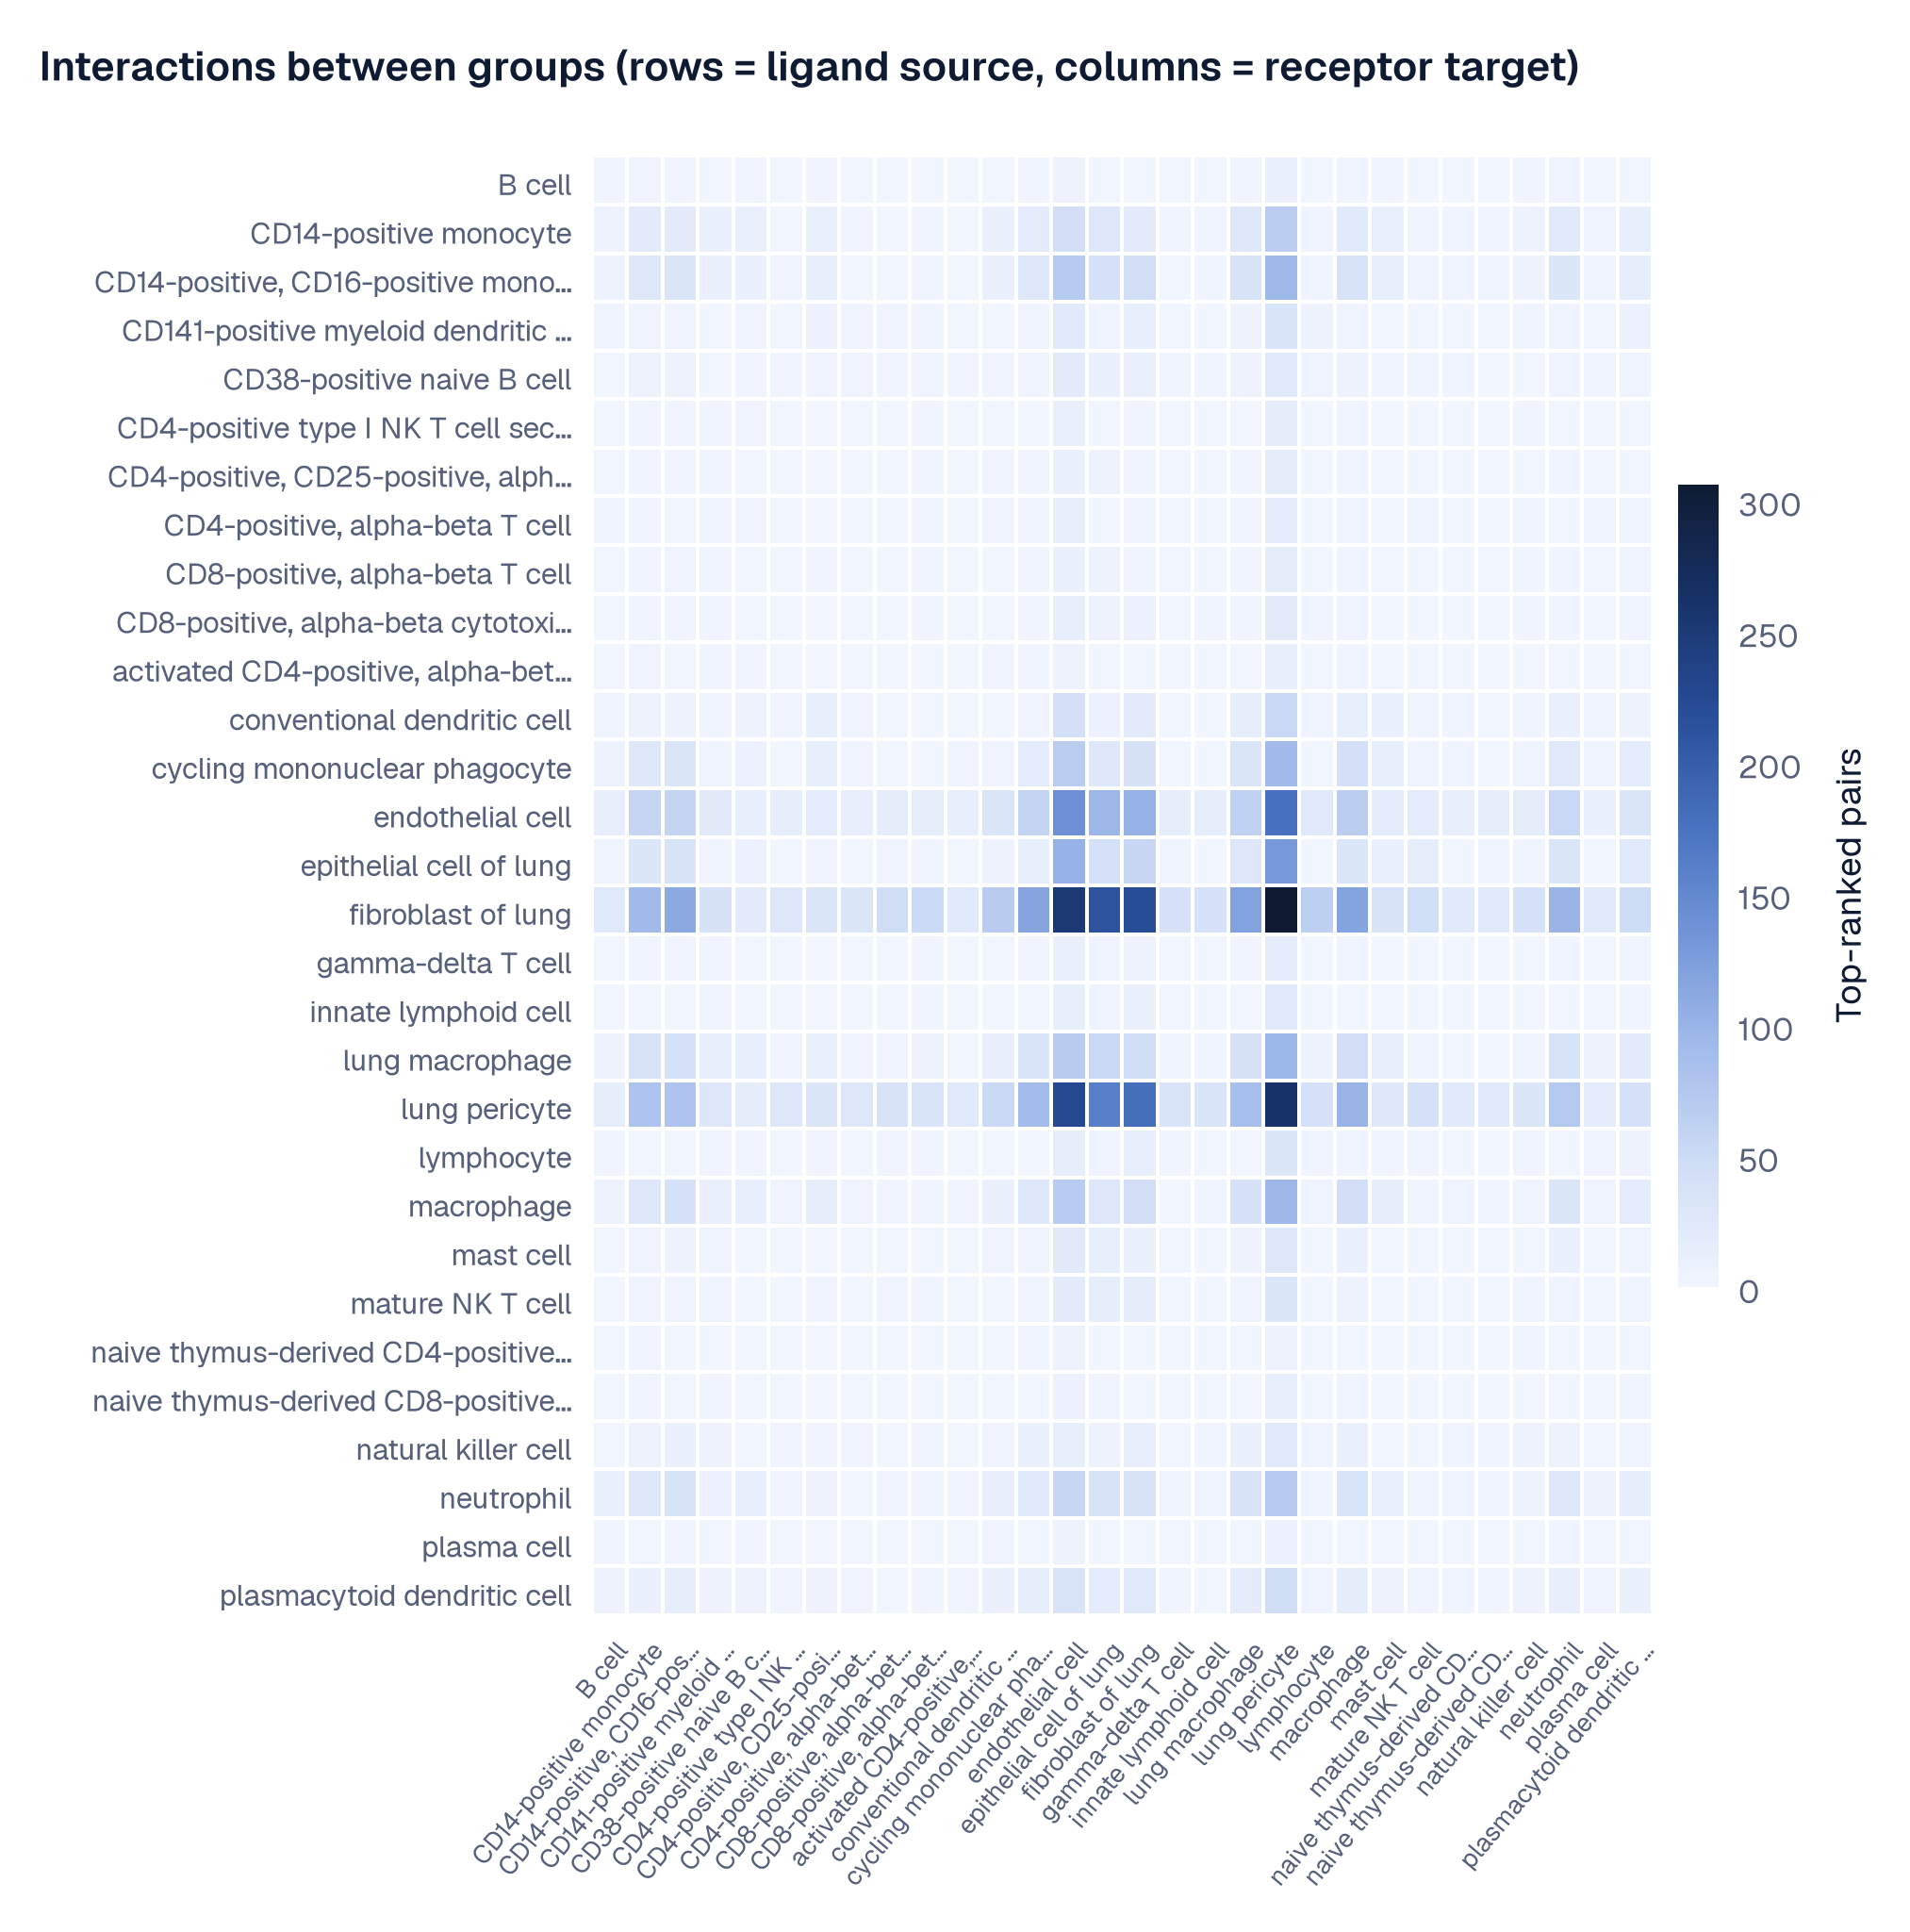 Interactions between groups (rows = ligand source, columns = receptor target)
B cell
CD14-positive monocyte
CD14-positive, CD16-positive mono...
CD141-positive myeloid dendritic ...
CD38-positive naive B cell
CD4-positive type I NK T cell sec...
CD4-positive, CD25-positive, alph...
CD4-positive, alpha-beta T cell
CD8-positive, alpha-beta T cell
CD8-positive, alpha-beta cytotoxi...
activated CD4-positive, alpha-bet...
conventional dendritic cell
cycling mononuclear phagocyte
endothelial cell
epithelial cell of lung
fibroblast of lung
gamma-delta T cell
innate lymphoid cell
lung macrophage
lung pericyte
lymphocyte
macrophage
mast cell
mature NK T cell
naive thymus-derived CD4-positive...
naive thymus-derived CD8-positive...
natural killer cell
neutrophil
plasma cell
plasmacytoid dendritic cell
B cell
CD14-positive monocyte
CD14-positive, CD16-pos...
CD141-positive myeloid ...
CD38-positive naive B c...
CD4-positive type I NK ...
CD4-positive, CD25-posi...
CD4-positive, alpha-bet...
CD8-positive, alpha-bet...
CD8-positive, alpha-bet...
activated CD4-positive,...
conventional dendritic ...
cycling mononuclear pha...
endothelial cell
epithelial cell of lung
fibroblast of lung
gamma-delta T cell
innate lymphoid cell
lung macrophage
lung pericyte
lymphocyte
macrophage
mast cell
mature NK T cell
naive thymus-derived CD...
naive thymus-derived CD...
natural killer cell
neutrophil
plasma cell
plasmacytoid dendritic ...
300
250
200
150
100
50
0
Top-ranked pairs